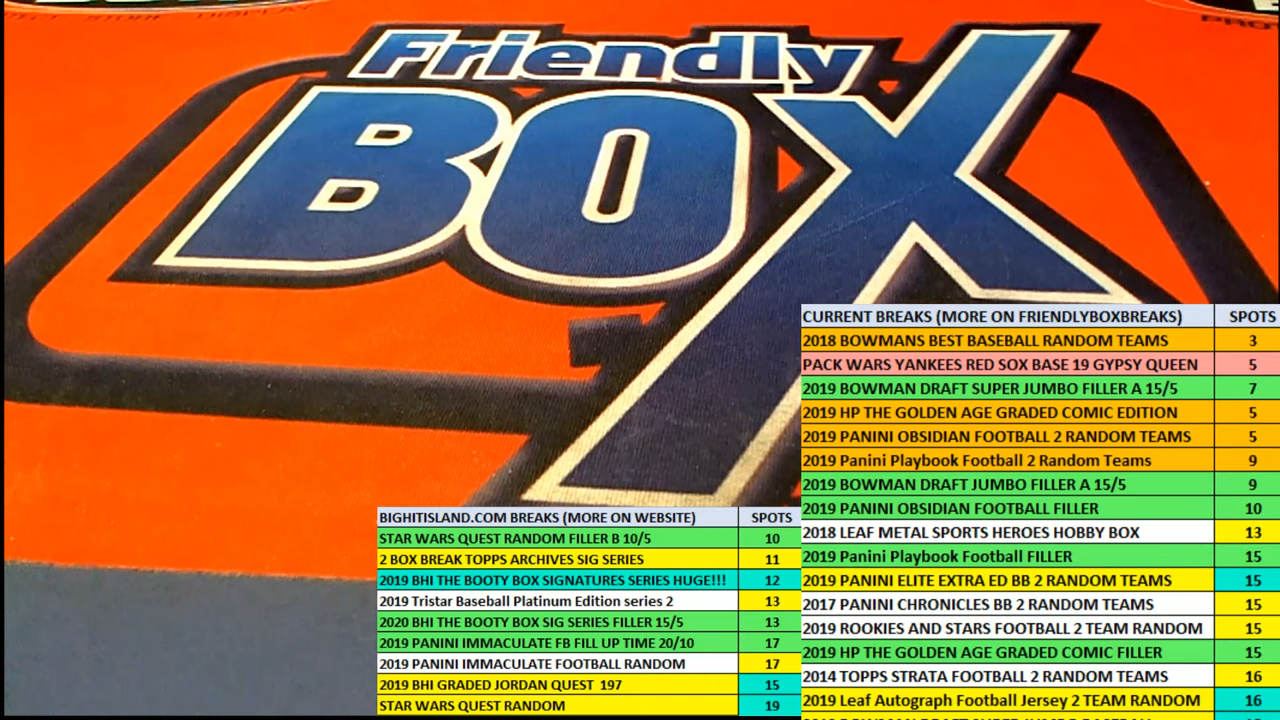 STORE DISPLAY
PRO
Friendly
BOX
CURRENT BREAKS (MORE ON FRIENDLYBOXBREAKS) SPOTS
2018 BOWMANS BEST BASEBALL RANDOM TEAMS 3
PACK WARS YANKEES RED SOX BASE 19 GYPSY QUEEN 5
2019 BOWMAN DRAFT SUPER JUMBO FILLER A 15/5 7
2019 HP THE GOLDEN AGE GRADED COMIC EDITION 5
2019 PANINI OBSIDIAN FOOTBALL 2 RANDOM TEAMS 5
2019 Panini Playbook Football 2 Random Teams 9
2019 BOWMAN DRAFT JUMBO FILLER A 15/5 9
2019 PANINI OBSIDIAN FOOTBALL FILLER 10
2018 LEAF METAL SPORTS HEROES HOBBY BOX 13
2019 Panini Playbook Football FILLER 15
2019 PANINI ELITE EXTRA ED BB 2 RANDOM TEAMS 15
2017 PANINI CHRONICLES BB 2 RANDOM TEAMS 15
2019 ROOKIES AND STARS FOOTBALL 2 TEAM RANDOM 15
2019 HP THE GOLDEN AGE GRADED COMIC FILLER 15
2014 TOPPS STRATA FOOTBALL 2 RANDOM TEAMS 16
2019 Leaf Autograph Football Jersey 2 TEAM RANDOM 16
BIGHITISLAND.COM BREAKS (MORE ON WEBSITE) SPOTS
STAR WARS QUEST RANDOM FILLER B 10/5 10
2 BOX BREAK TOPPS ARCHIVES SIG SERIES 11
2019 BHI THE BOOTY BOX SIGNATURES SERIES HUGE!!! 12
2019 Tristar Baseball Platinum Edition series 2 13
2020 BHI THE BOOTY BOX SIG SERIES FILLER 15/5 13
2019 PANINI IMMACULATE FB FILL UP TIME 20/10 17
2019 PANINI IMMACULATE FOOTBALL RANDOM 17
2019 BHI GRADED JORDAN QUEST 197 15
STAR WARS QUEST RANDOM 19